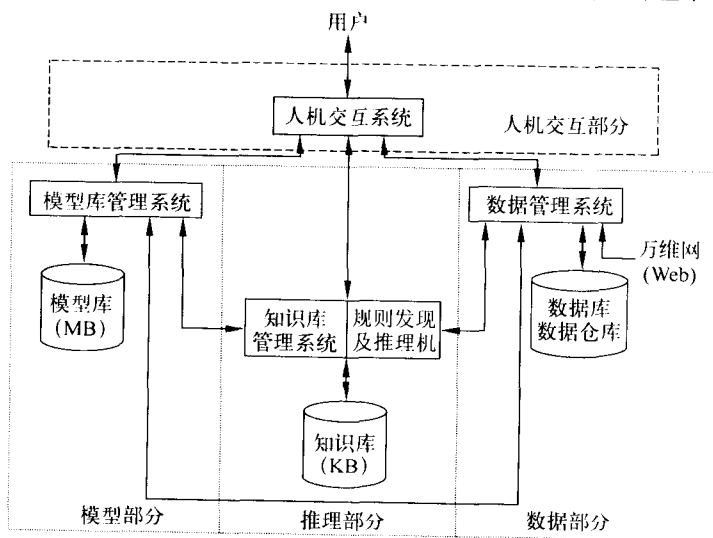 用户
人机交互系统
人机交互部分
模型库管理系统
数据管理系统
万维网
(Web)
模型库
(MB)
知识库
管理系统
规则发现
及推理机
数据库
数据仓库
知识库
(KB)
模型部分
推理部分
数据部分